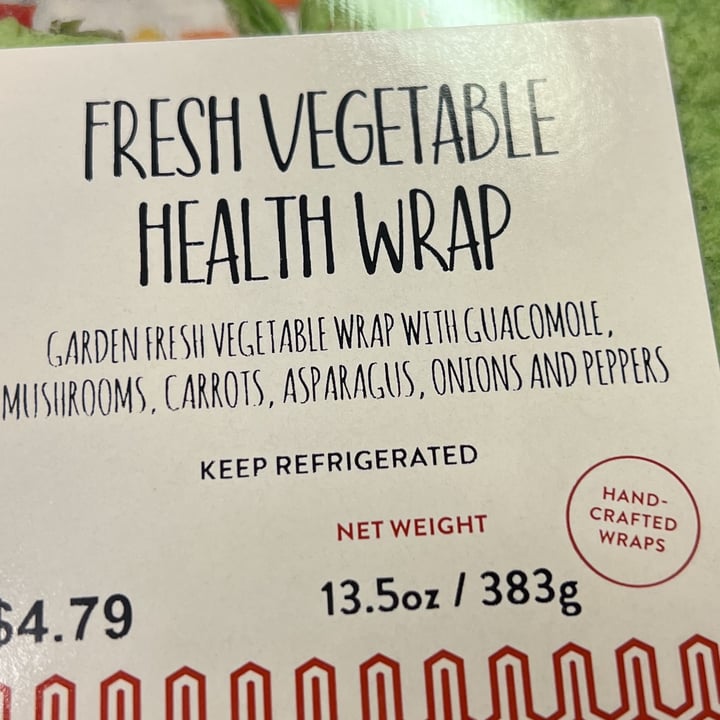 FRESH VEGETABLE
HEALTH WRAP
GARDEN FRESH VEGETABLE WRAP WITH GUACOMOLE,
MUSHROOMS, CARROTS, ASPARAGUS, ONIONS AND PEPPERS
KEEP REFRIGERATED
HAND-
CRAFTED
WRAPS
NET WEIGHT
13.5oz / 383g
$4.79